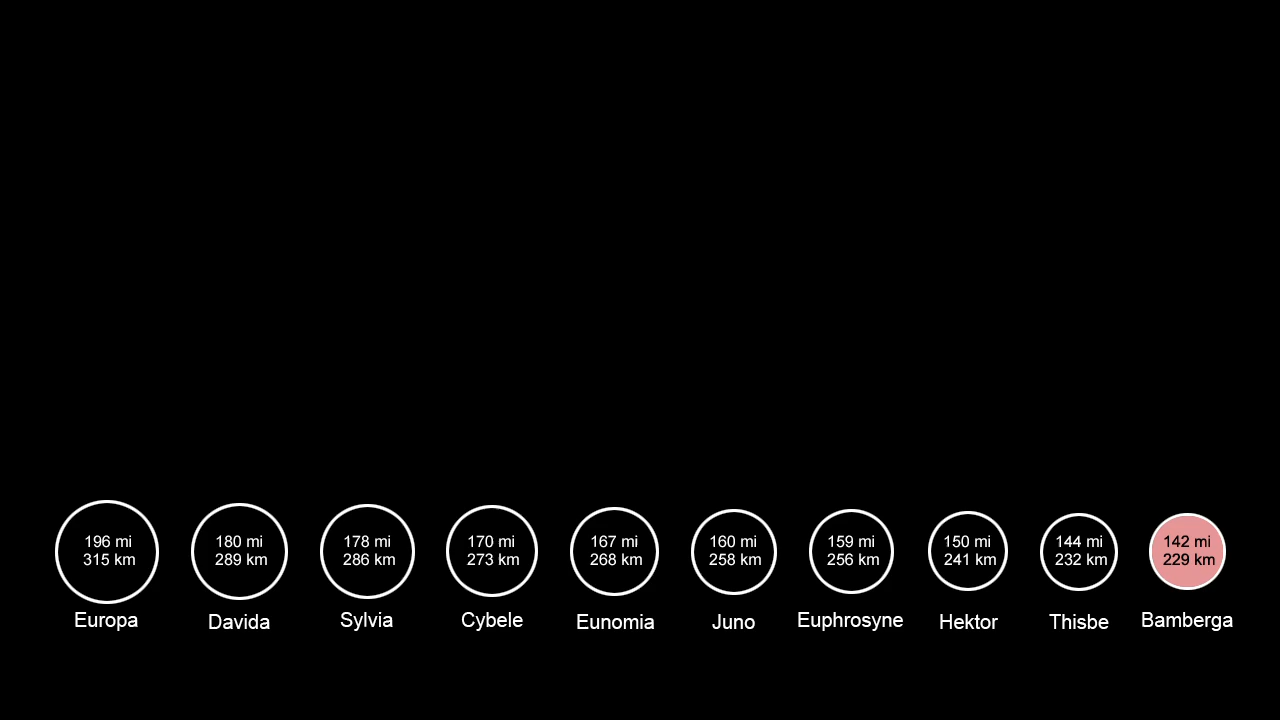 196 mi
315 km
Europa
180 mi
289 km
Davida
178 mi
286 km
Sylvia
170 mi
273 km
Cybele
167 mi
268 km
Eunomia
160 mi
258 km
Juno
159 mi
256 km
Euphrosyne
150 mi
241 km
Hektor
144 mi
232 km
Thisbe
142 mi
229 km
Bamberga